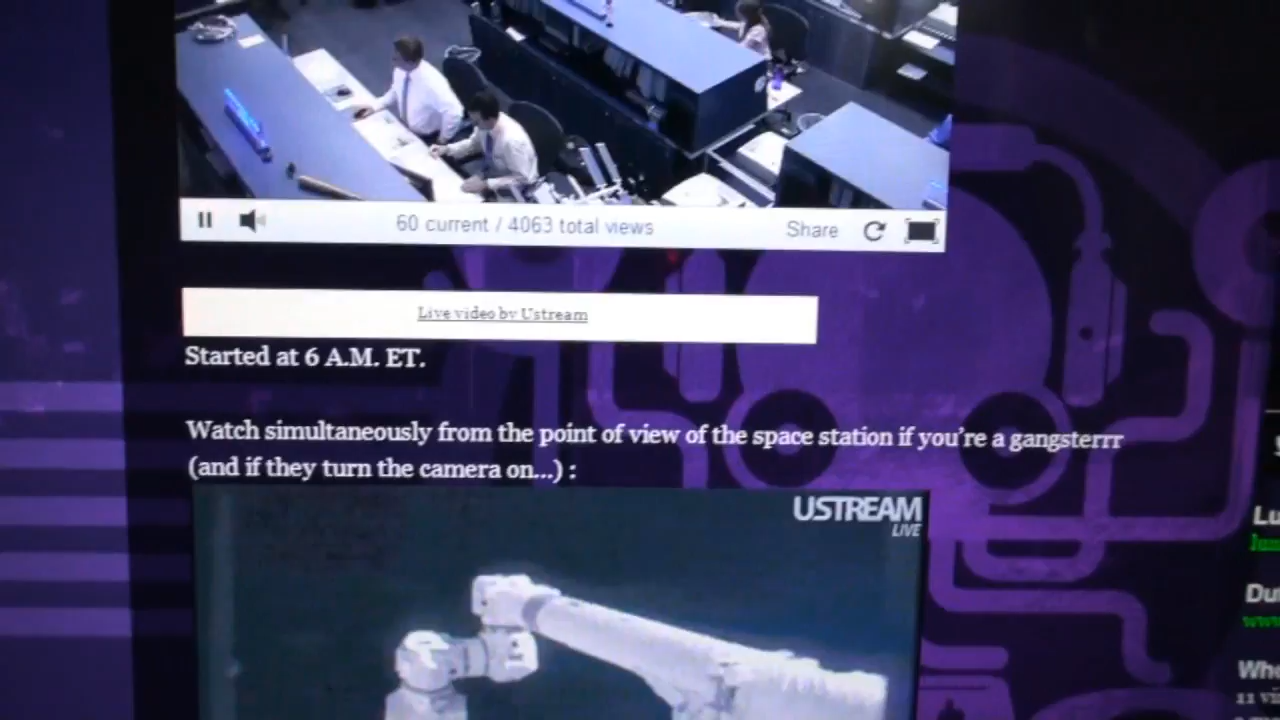 60 current / 4063 total views
Share
Live video by Ustream
Started at 6 A.M. ET.
Watch simultaneously from the point of view of the space station if you're a gangsterrr
(and if they turn the camera on...) :
USTREAM
LIVE